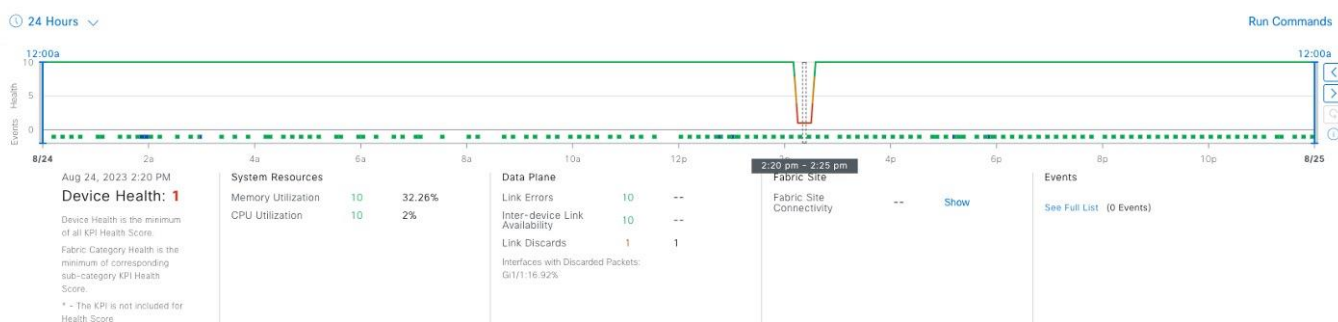 24 Hours
Run Commands
12:00a
12:00a
10
5
0
Health
Events
8/24
2a
4a
6a
8a
10a
12p
4p
6p
8p
10p
8/25
2:20 pm - 2:25 pm
Aug 24, 2023 2:20 PM
Device Health: 1
Device Health is the minimum
of all KPI Health Score.
Fabric Category Health is the
minimum of corresponding
sub-category KPI Health
Score.
* - The KPI is not included for
Health Score
System Resources
Memory Utilization 10 32.26%
CPU Utilization 10 2%
Data Plane
Link Errors 10 --
Inter-device Link
Availability 10 --
Link Discards 1 1
Interfaces with Discarded Packets:
Gi1/1:16.92%
Fabric Site
Fabric Site
Connectivity -- Show
Events
See Full List (0 Events)